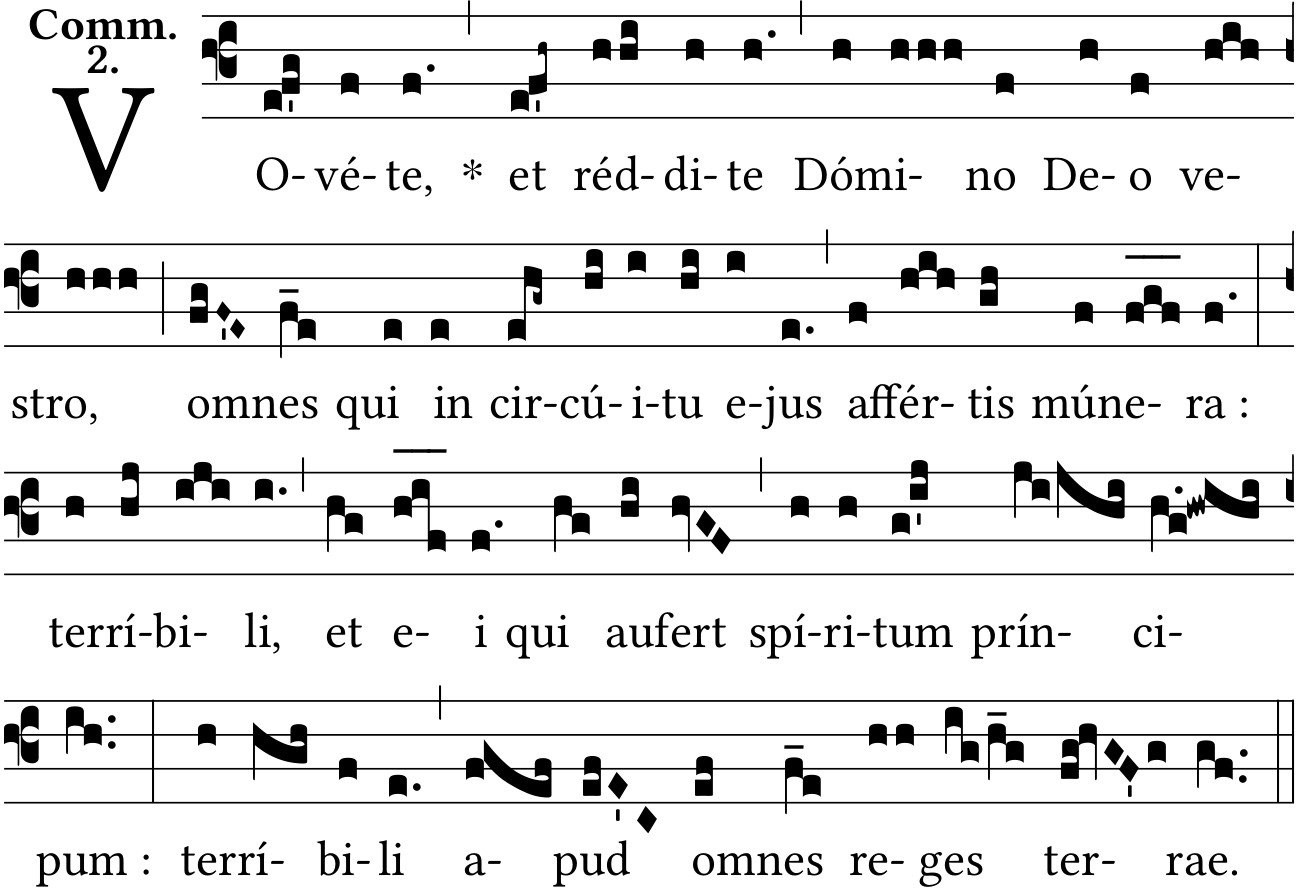 Comm.
2.
VO-vé-te, * et réd-di-te Dómi- no De-o ve-
stro, omnes qui in cir-cú-i-tu e-jus affér-tis múne-ra :
terrí-bi- li, et e- i qui aufert spí-ri-tum prín- ci-
pum : terrí- bi-li a- pud omnes re-ges ter- rae.